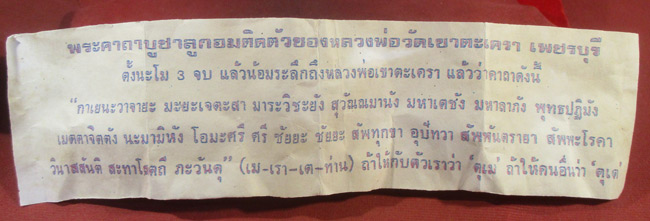 พระคาถาบูชาลูกอมติดตัวของหลวงพ่อวัดเขาตะเครา เพชรบุรี
ตั้งนะโม 3 จบ แล้วน้อมระลึกถึงหลวงพ่อเขาตะเครา แล้วว่าคาถาดังนี้
"กาเยนะวาจายะ มะยะเจตะสา มาระวิชะยัง สุวัณณมานัง มหาเตชัง มหาลาภัง พุทธปฏิมัง
เมตตาจิตตัง นะมามิหัง โอมะศรี ศรี ชัยยะ ชัยยะ สัพทุกขา อุปัทวา สัพพันตรายา สัพพะโรคา
วินาสสันติ สะทาโสตถี ภะวันตุ" (เม-เรา-เต-ท่าน) ถ้าให้กับตัวเราว่า 'ตุเม' ถ้าให้คนอื่นว่า 'ตุเต'